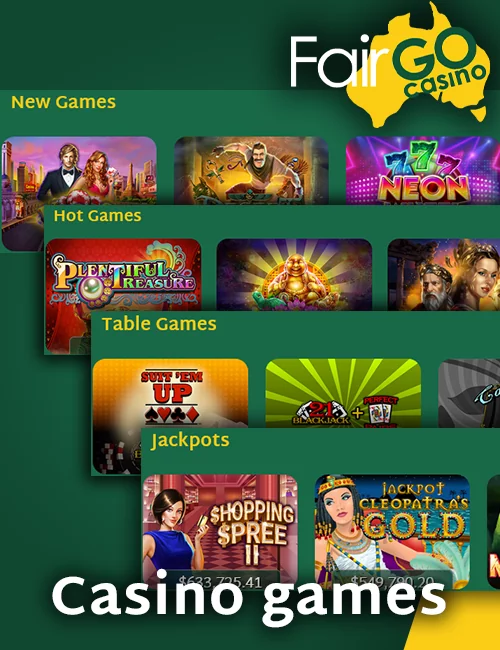 Fair GO
casino
New Games
777
NEON
Hot Games
PLENTIFUL
TREASURE
Table Games
SUIT 'EM
UP
21
BLACKJACK
+
PERFECT
Jackpots
SHOPPING
SPREE
II
$633,725.41
JACKPOT
CLEOPATRA'S
GOLD
$549,790.20
Casino games